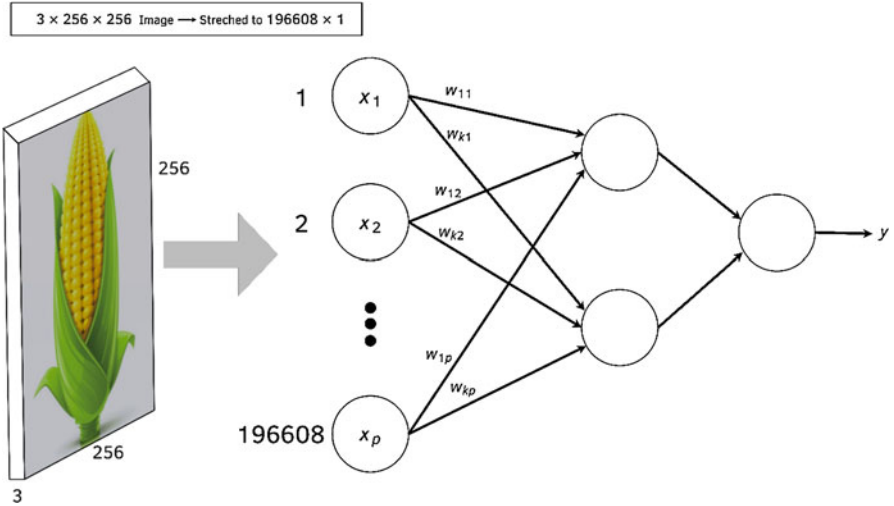 3 × 256 × 256 Image → Streched to 196608 × 1
256
256
3
1
x₁
2
x₂
196608
xₚ
w₁₁
wₖ₁
w₁₂
wₖ₂
w₁ₚ
wₖₚ
y